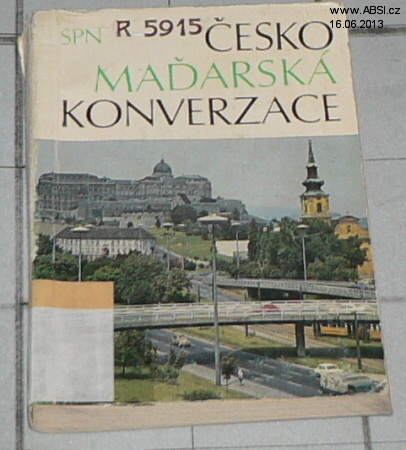 www.ABSI.cz
16.06.2013
SPN R 5915 ČESKO
MAĎARSKÁ
KONVERZACE